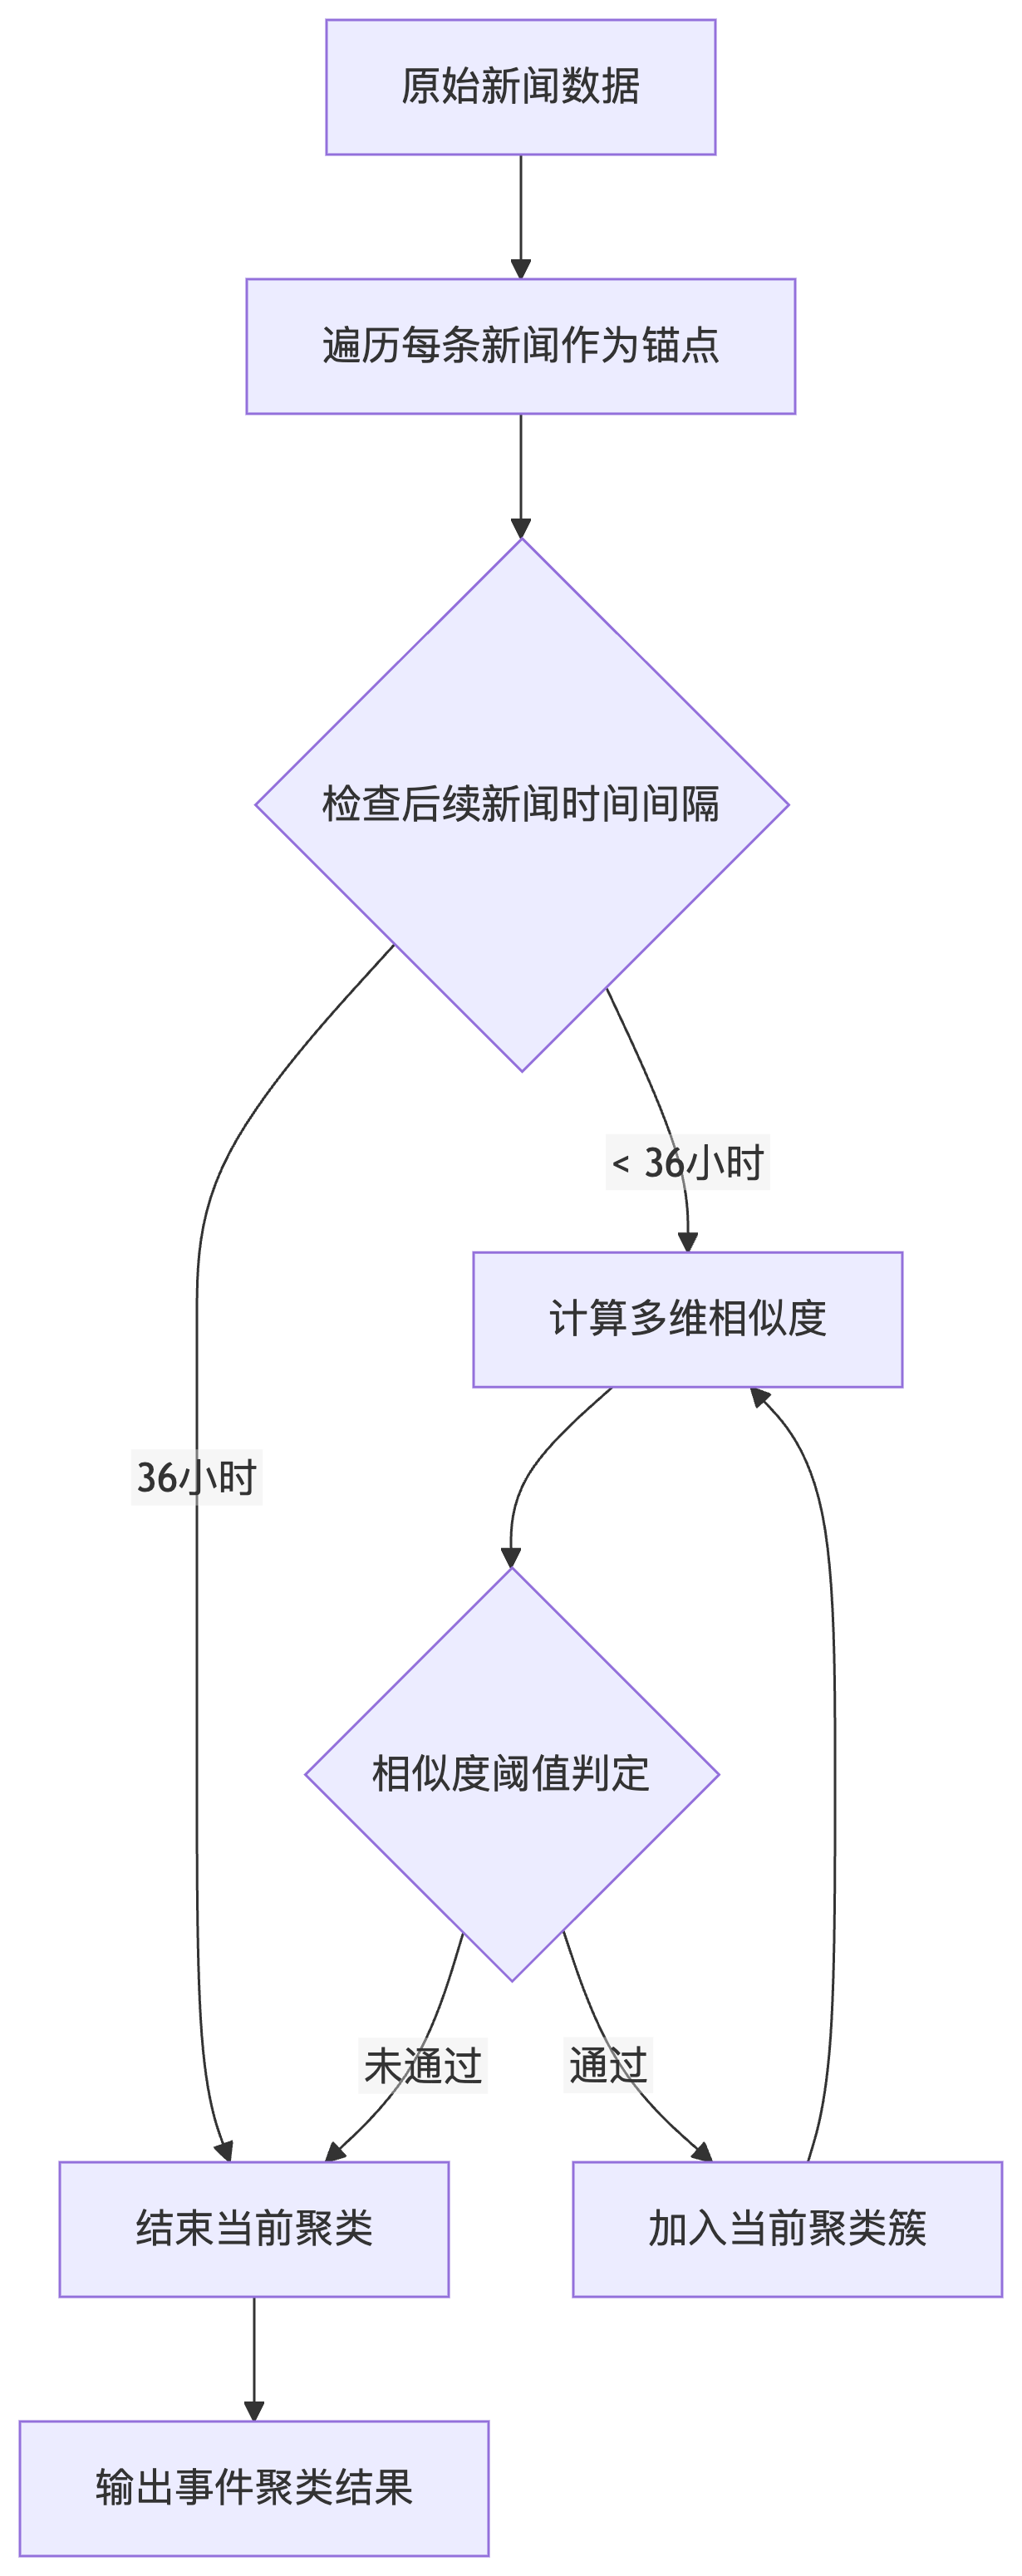 原始新闻数据
遍历每条新闻作为锚点
检查后续新闻时间间隔
< 36小时
计算多维相似度
36小时
相似度阈值判定
未通过
通过
结束当前聚类
加入当前聚类簇
输出事件聚类结果